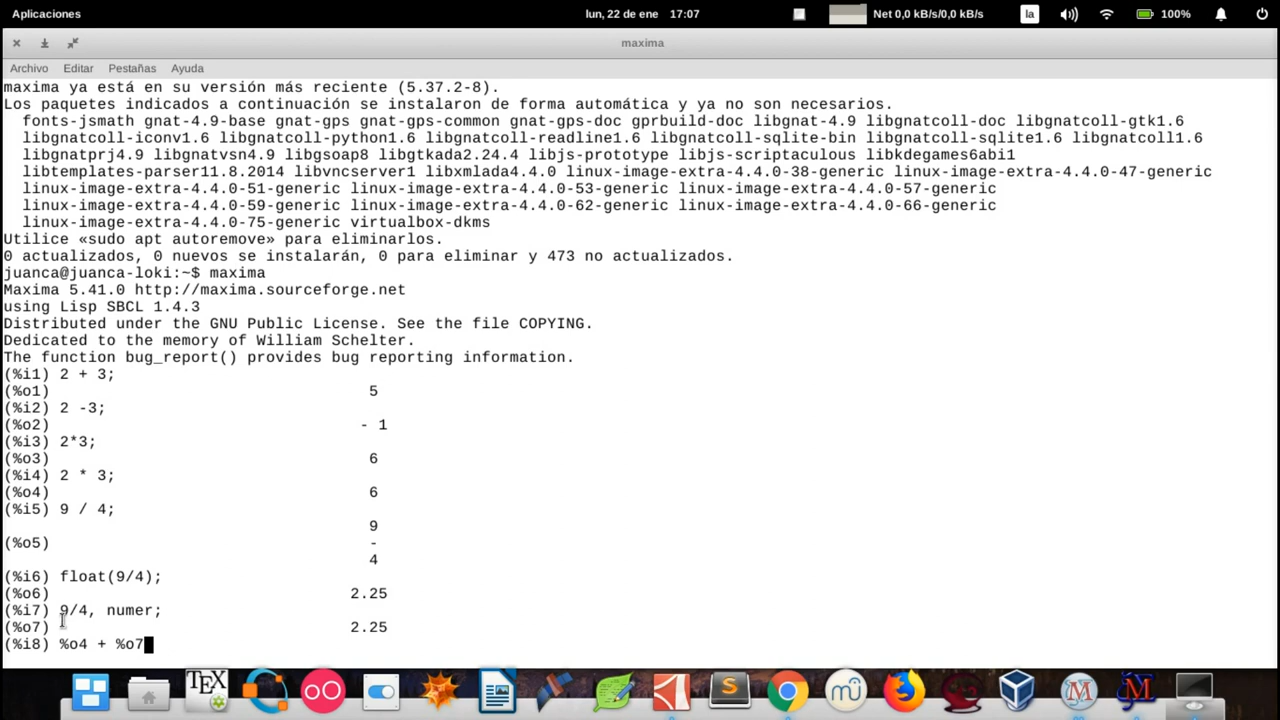 Aplicaciones lun, 22 de ene 17:07 Net 0,0 kB/s/0,0 kB/s la 100%
maxima
Archivo Editar Pestañas Ayuda
maxima ya está en su versión más reciente (5.37.2-8).
Los paquetes indicados a continuación se instalaron de forma automática y ya no son necesarios.
fonts-jsmath gnat-4.9-base gnat-gps gnat-gps-common gnat-gps-doc gprbuild-doc libgnat-4.9 libgnatcoll-doc libgnatcoll-gtk1.6
libgnatcoll-iconv1.6 libgnatcoll-python1.6 libgnatcoll-readline1.6 libgnatcoll-sqlite-bin libgnatcoll-sqlite1.6 libgnatcoll1.6
libgnatprj4.9 libgnatvsn4.9 libgsoap8 libgtkada2.24.4 libjs-prototype libjs-scriptaculous libkdegames6abi1
libtemplates-parser11.8.2014 libvncserver1 libxmlada4.4.0 linux-image-extra-4.4.0-38-generic linux-image-extra-4.4.0-47-generic
linux-image-extra-4.4.0-51-generic linux-image-extra-4.4.0-53-generic linux-image-extra-4.4.0-57-generic
linux-image-extra-4.4.0-59-generic linux-image-extra-4.4.0-62-generic linux-image-extra-4.4.0-66-generic
linux-image-extra-4.4.0-75-generic virtualbox-dkms
Utilice «sudo apt autoremove» para eliminarlos.
0 actualizados, 0 nuevos se instalarán, 0 para eliminar y 473 no actualizados.
juanca@juanca-loki:~$ maxima
Maxima 5.41.0 http://maxima.sourceforge.net
using Lisp SBCL 1.4.3
Distributed under the GNU Public License. See the file COPYING.
Dedicated to the memory of William Schelter.
The function bug_report() provides bug reporting information.
(%i1) 2 + 3;
(%o1) 5
(%i2) 2 -3;
(%o2) - 1
(%i3) 2*3;
(%o3) 6
(%i4) 2 * 3;
(%o4) 6
(%i5) 9 / 4;
9
(%o5) -
4
(%i6) float(9/4);
(%o6) 2.25
(%i7) 9/4, numer;
(%o7) 2.25
(%i8) %o4 + %o7
TEX S mu M M